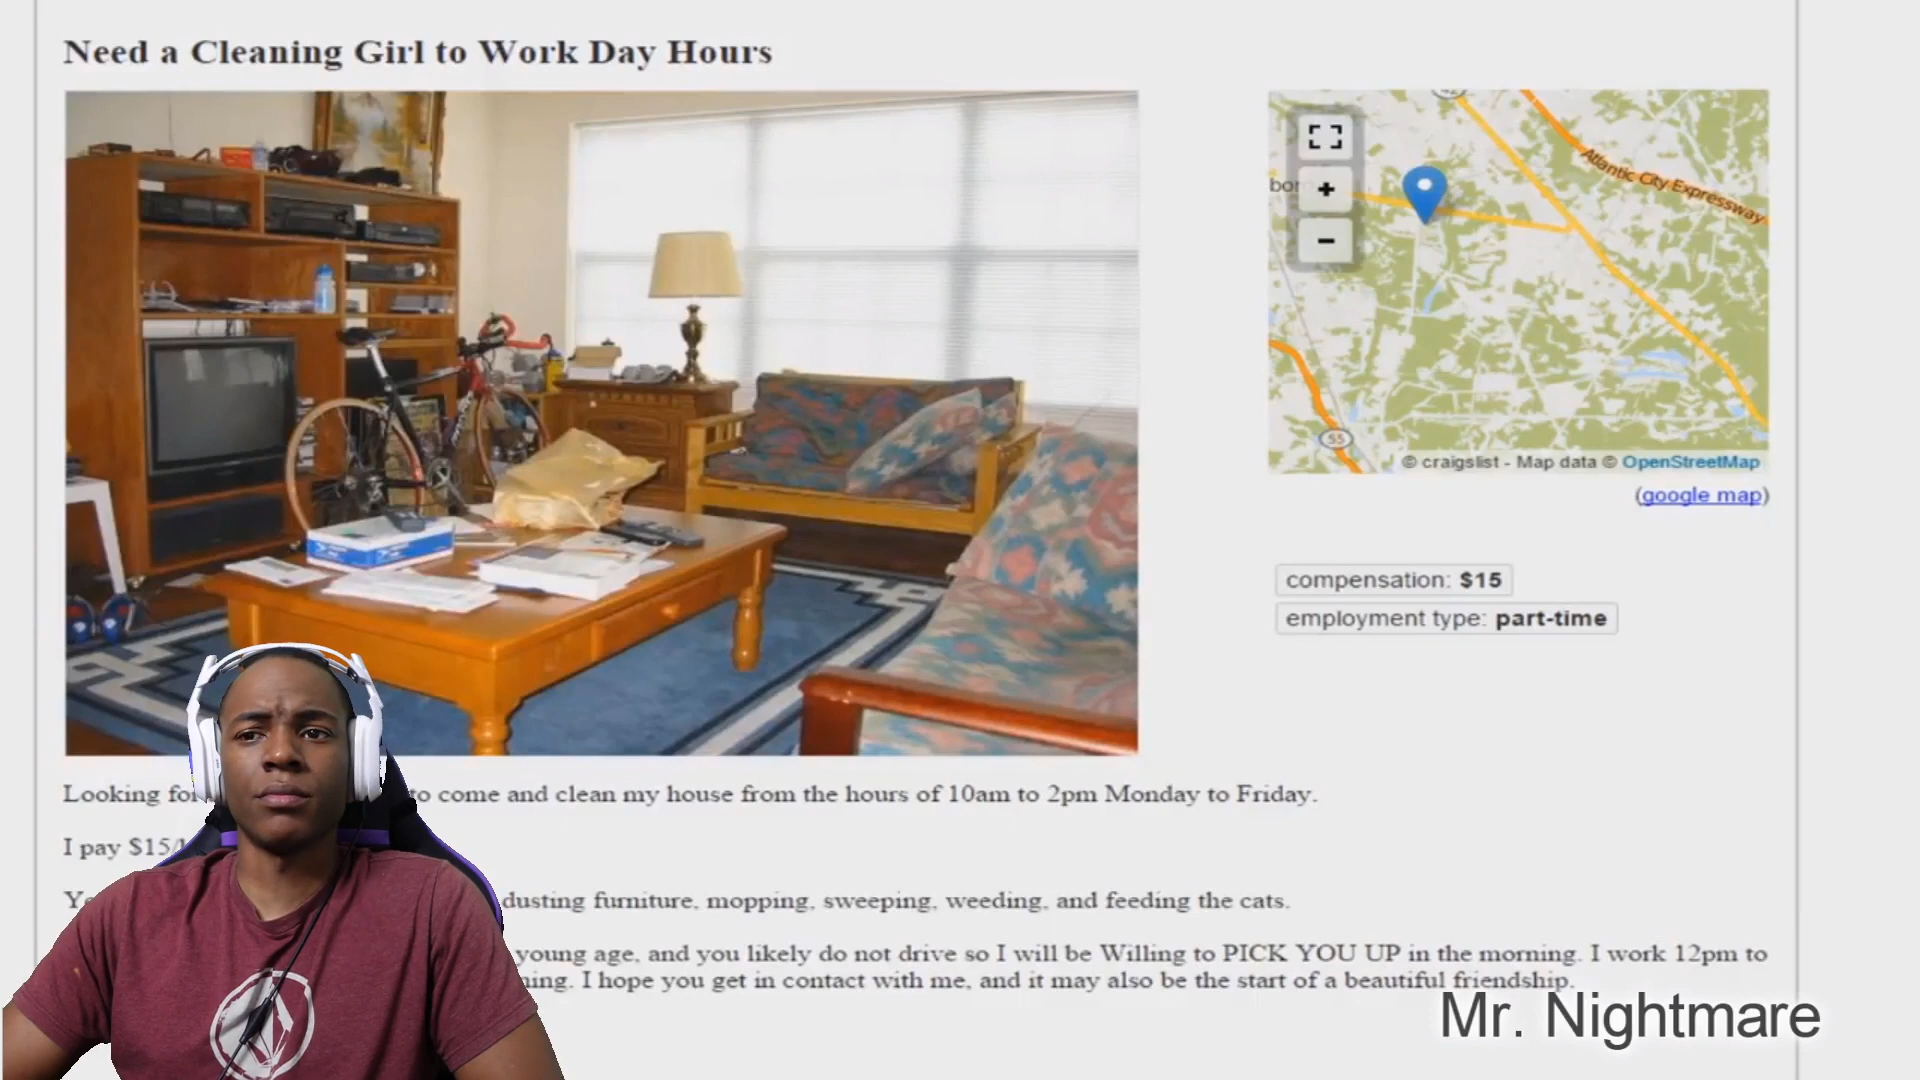 Need a Cleaning Girl to Work Day Hours
Atlantic City Expressway
55
© craigslist - Map data © OpenStreetMap
(google map)
compensation: $15
employment type: part-time
Looking for to come and clean my house from the hours of 10am to 2pm Monday to Friday.
I pay $15/
dusting furniture, mopping, sweeping, weeding, and feeding the cats.
young age, and you likely do not drive so I will be Willing to PICK YOU UP in the morning. I work 12pm to
I hope you get in contact with me, and it may also be the start of a beautiful friendship.
Mr. Nightmare